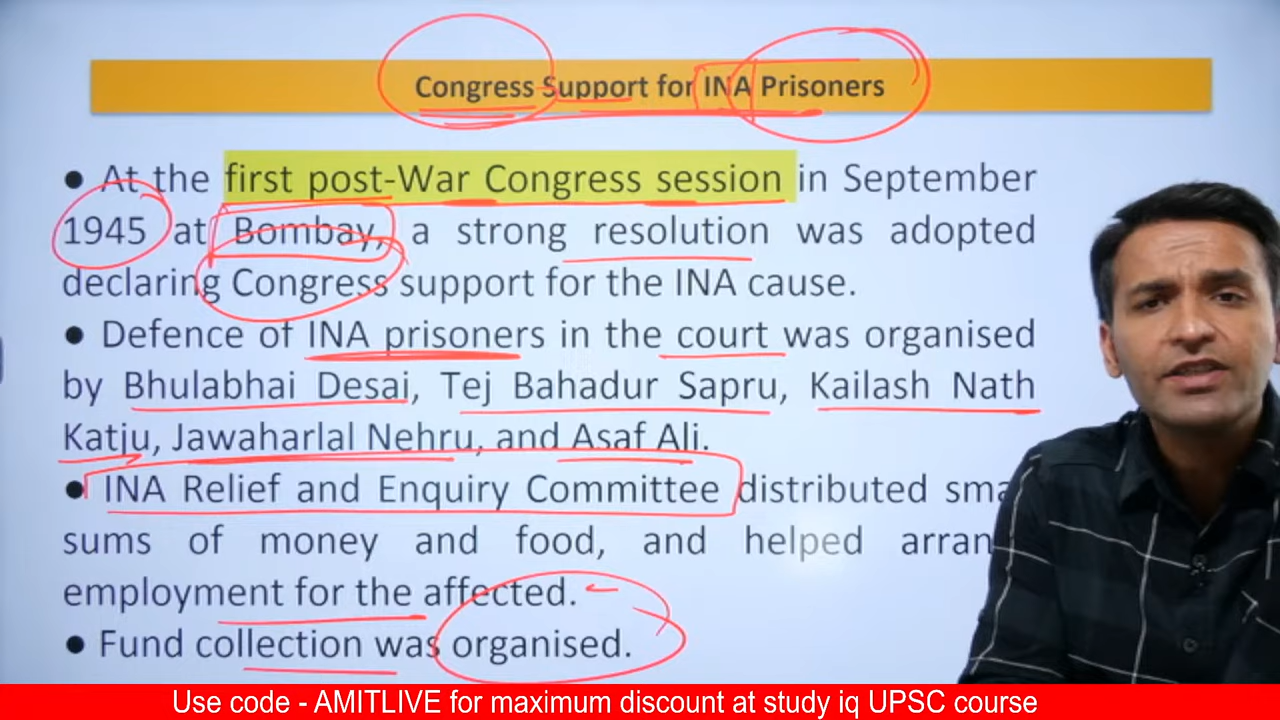 Congress Support for INA Prisoners
● At the first post-War Congress session in September
1945 at Bombay, a strong resolution was adopted
declaring Congress support for the INA cause.
● Defence of INA prisoners in the court was organised
by Bhulabhai Desai, Tej Bahadur Sapru, Kailash Nath
Katju, Jawaharlal Nehru, and Asaf Ali.
● INA Relief and Enquiry Committee distributed
sums of money and food, and helped
employment for the affected.
● Fund collection was organised.
Use code - AMITLIVE for maximum discount at study iq UPSC course